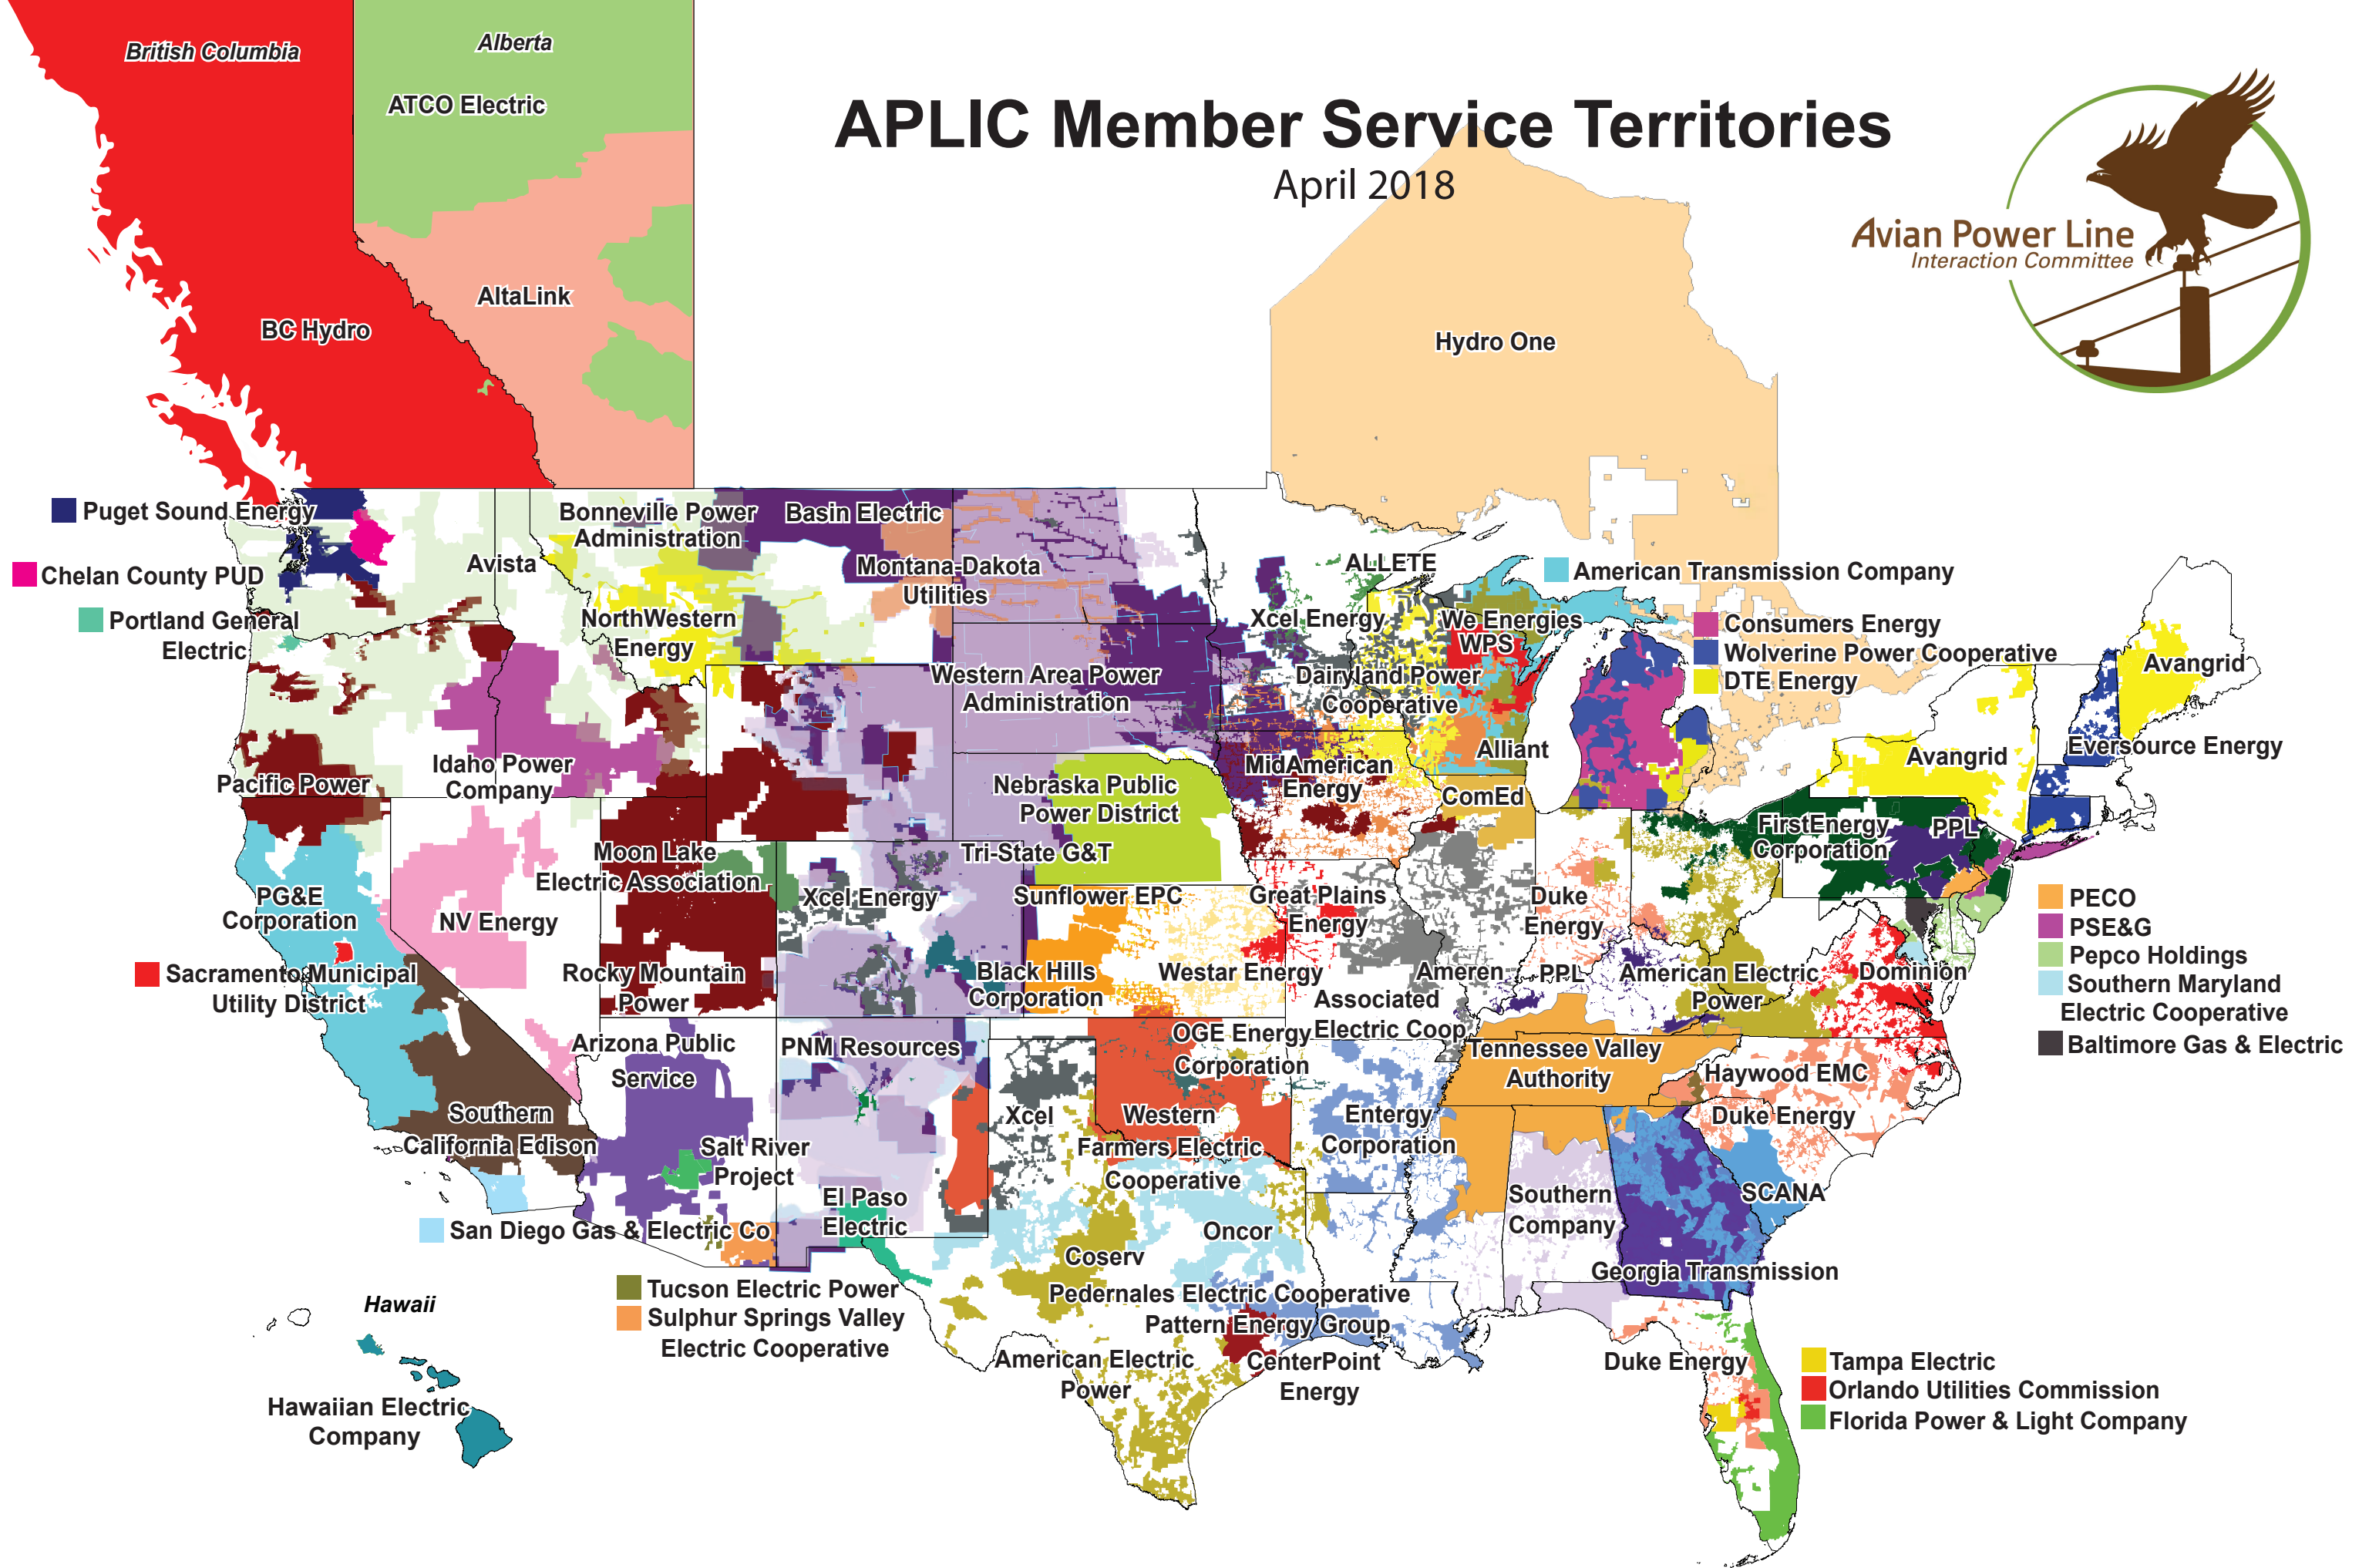 British Columbia
Alberta
ATCO Electric
APLIC Member Service Territories
April 2018
Avian Power Line
Interaction Committee
AltaLink
BC Hydro
Hydro One
Puget Sound Energy
Chelan County PUD
Portland General
Electric
Avista
Bonneville Power
Administration
Basin Electric
Montana-Dakota
Utilities
NorthWestern
Energy
Western Area Power
Administration
ALLETE
Xcel Energy
We Energies
WPS
Dairyland Power
Cooperative
Alliant
American Transmission Company
Consumers Energy
Wolverine Power Cooperative
DTE Energy
Avangrid
Avangrid
Eversource Energy
Pacific Power
Idaho Power
Company
Nebraska Public
Power District
MidAmerican
Energy
ComEd
FirstEnergy
Corporation
PPL
Moon Lake
Electric Association
Tri-State G&T
PG&E
Corporation
NV Energy
Xcel Energy
Sunflower EPC
Great Plains
Energy
Duke
Energy
PECO
PSE&G
Pepco Holdings
Southern Maryland
Electric Cooperative
Baltimore Gas & Electric
Sacramento Municipal
Utility District
Rocky Mountain
Power
Black Hills
Corporation
Westar Energy
Ameren
PPL
American Electric
Power
Dominion
Associated
Electric Coop
Arizona Public
Service
PNM Resources
OGE Energy
Corporation
Tennessee Valley
Authority
Haywood EMC
Duke Energy
Southern
California Edison
Salt River
Project
Xcel
Western
Farmers Electric
Cooperative
Entergy
Corporation
El Paso
Electric
San Diego Gas & Electric Co
Oncor
Coserv
Southern
Company
SCANA
Georgia Transmission
Tucson Electric Power
Sulphur Springs Valley
Electric Cooperative
Pedernales Electric Cooperative
Pattern Energy Group
American Electric
Power
CenterPoint
Energy
Duke Energy
Tampa Electric
Orlando Utilities Commission
Florida Power & Light Company
Hawaii
Hawaiian Electric
Company